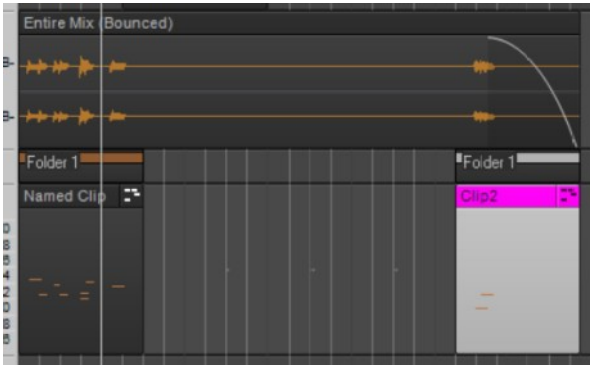 Entire Mix (Bounced)
Folder 1
Folder 1
Named Clip
Clip2